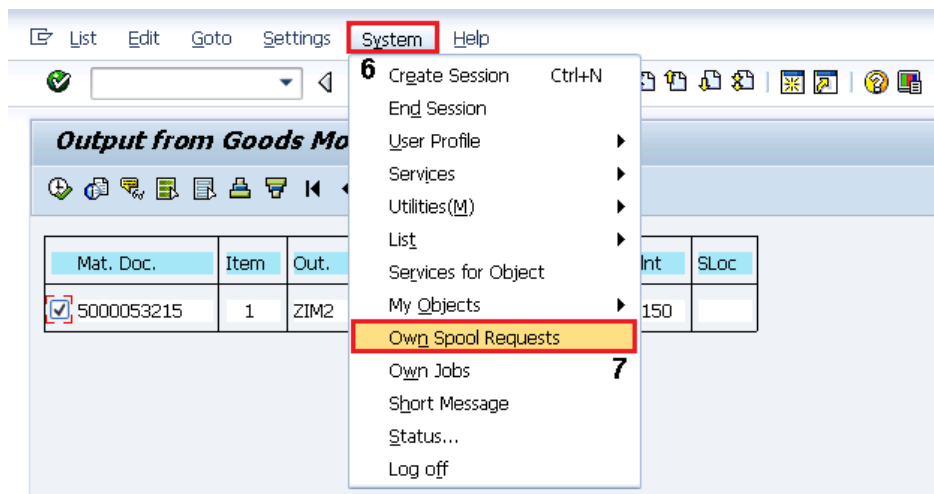 List Edit Goto Settings System Help
6 Create Session Ctrl+N
End Session
Output from Goods Mo
User Profile
Services
Utilities(M)
List
Mat. Doc. Item Out. Int SLoc
Services for Object
My Objects
5000053215 1 ZIM2 150
Own Spool Requests
Own Jobs 7
Short Message
Status...
Log off